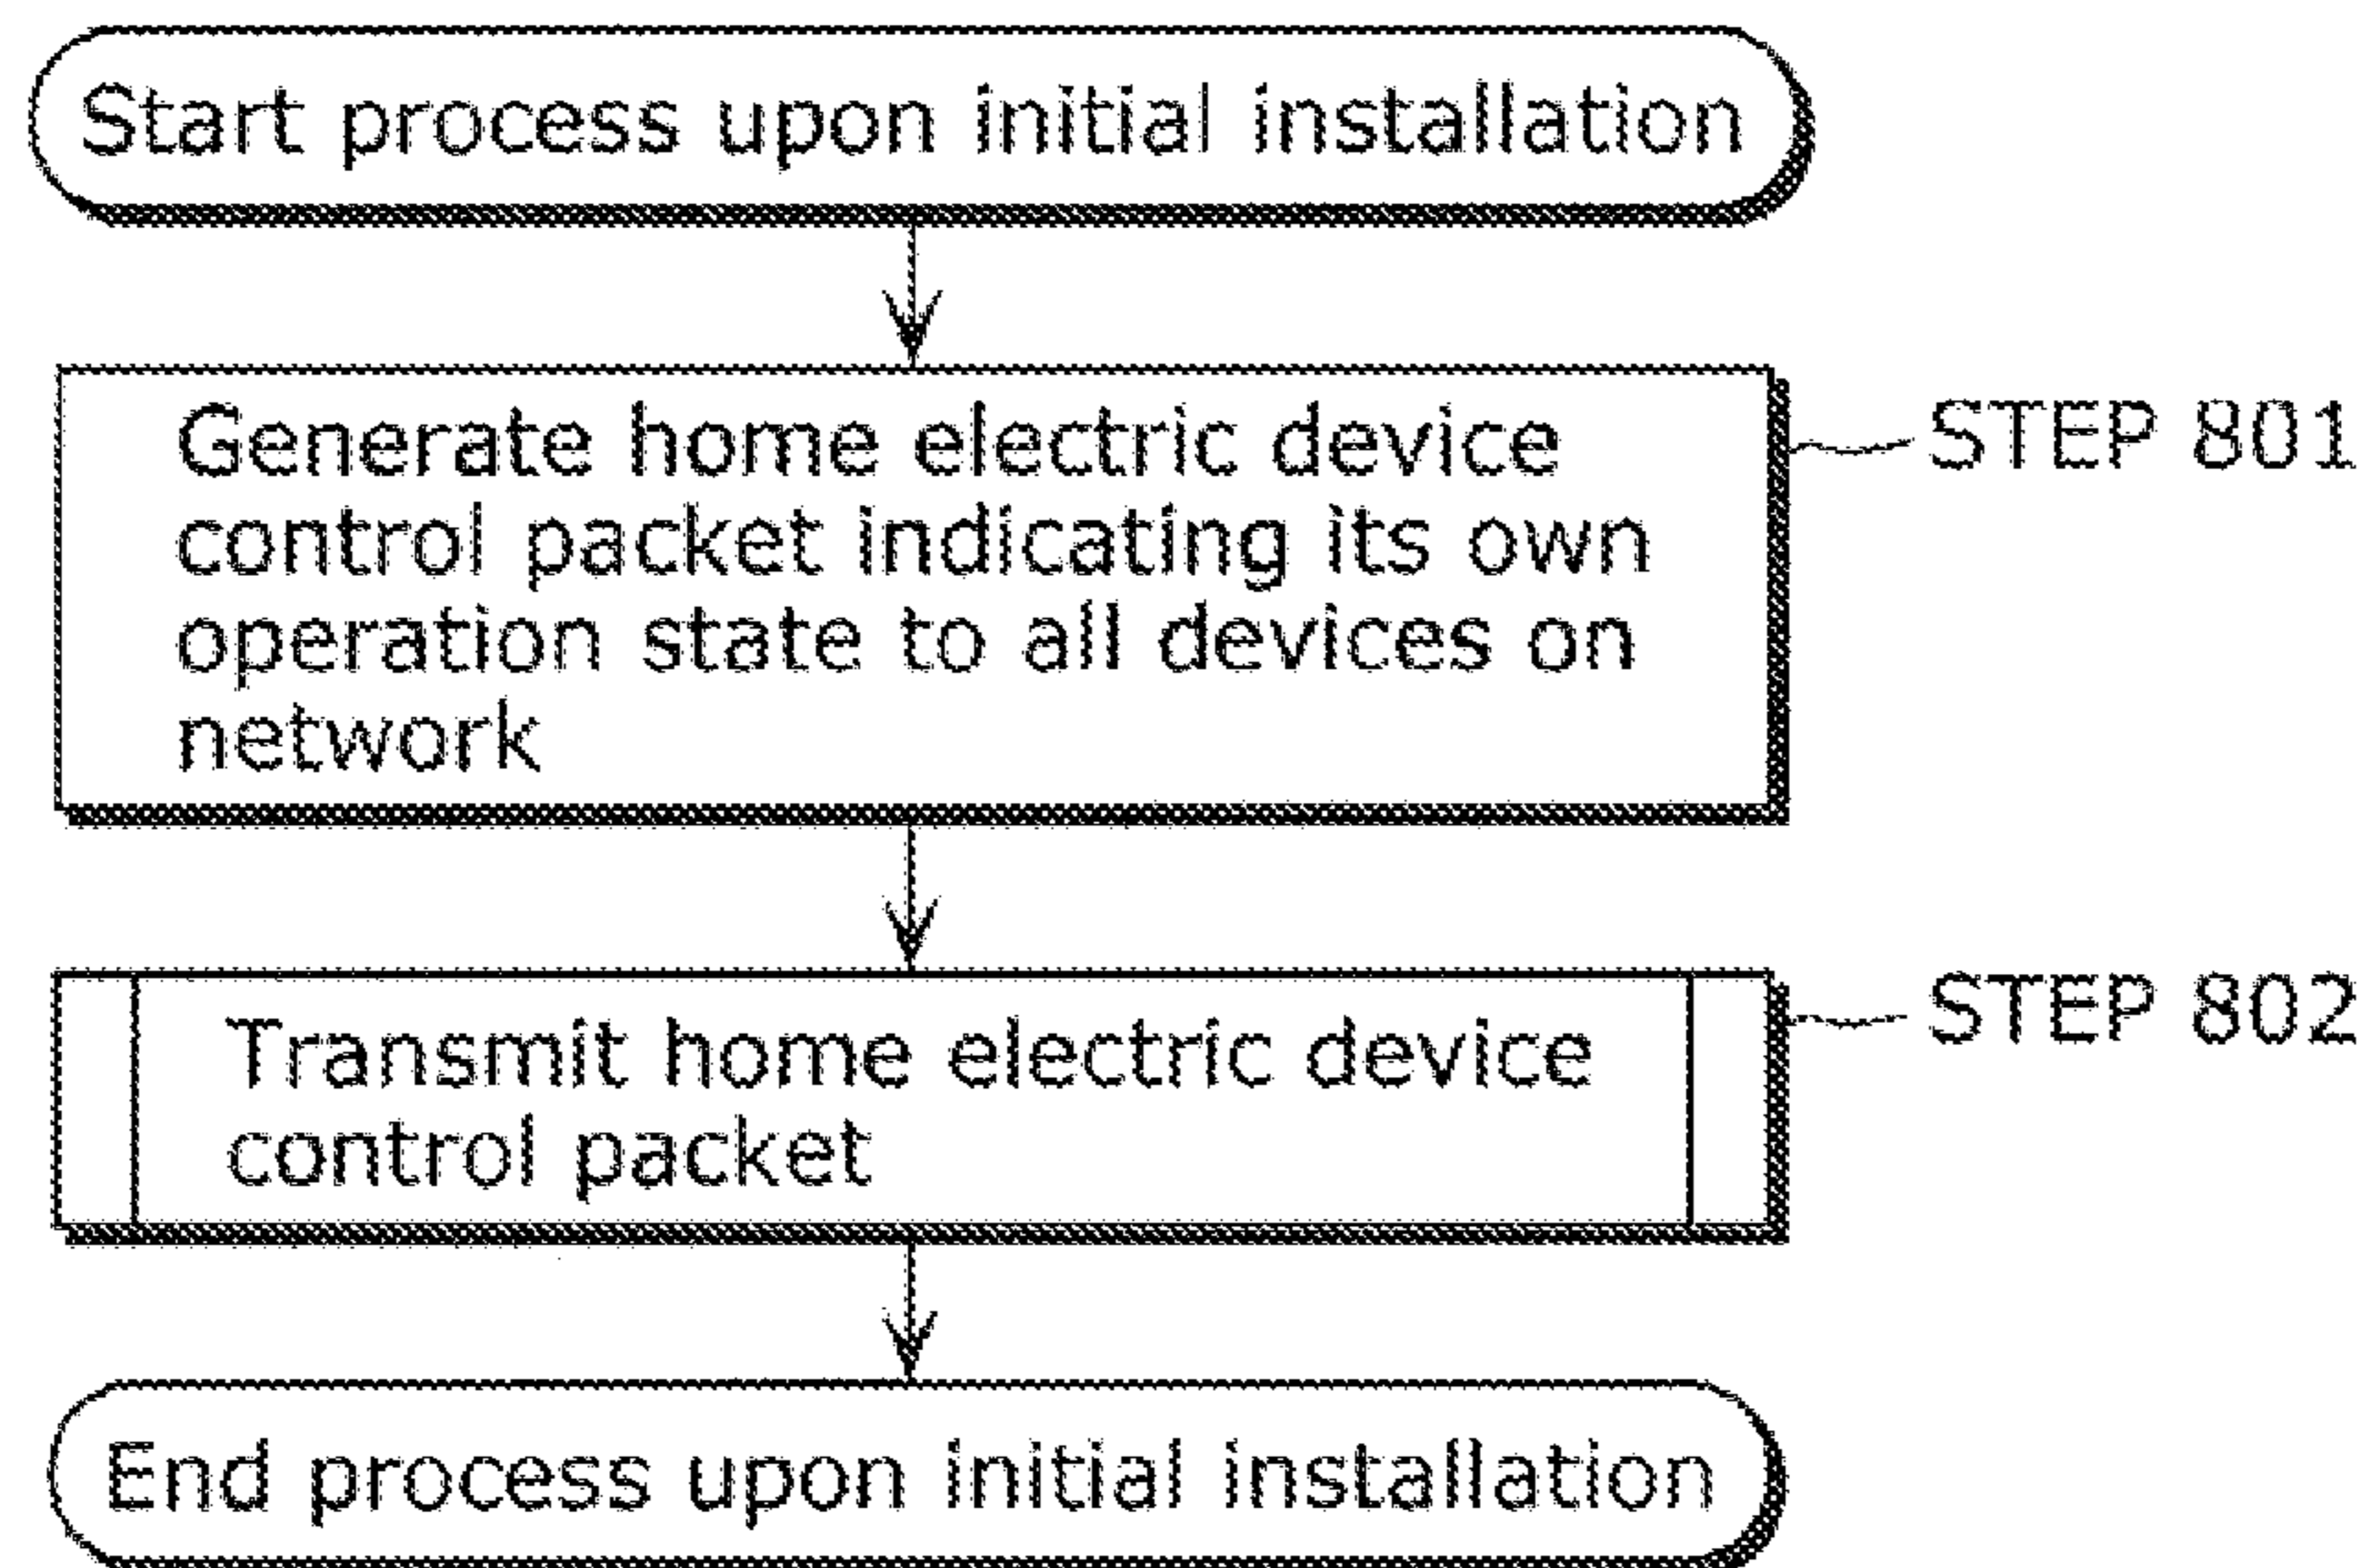 Start process upon initial installation
Generate home electric device
control packet indicating its own
operation state to all devices on
network
STEP 801
Transmit home electric device
control packet
STEP 802
End process upon initial installation